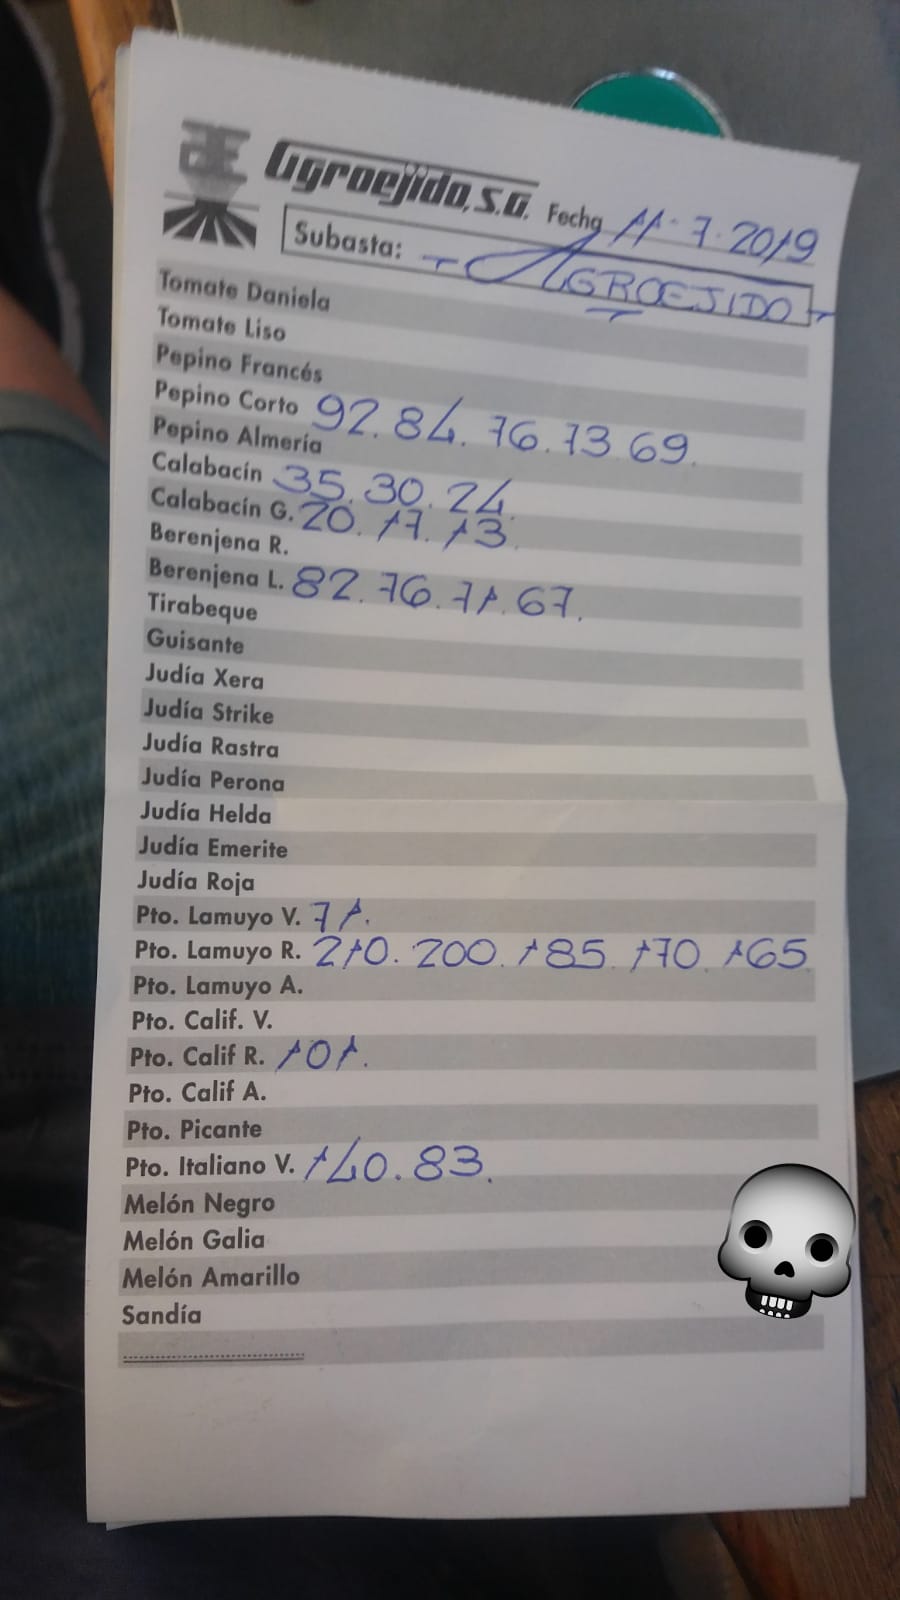 AE Agroejido, S.A. Fecha 11-7-2019
Subasta: - AGROEJIDO -
Tomate Daniela
Tomate Liso
Pepino Francés
Pepino Corto 92. 84. 76. 73 69.
Pepino Almería
Calabacín 35. 30. 24.
Calabacín G. 20. 17. 13.
Berenjena R.
Berenjena L. 82. 76. 71. 67.
Tirabeque
Guisante
Judía Xera
Judía Strike
Judía Rastra
Judía Perona
Judía Helda
Judía Emerite
Judía Roja
Pto. Lamuyo V. 71.
Pto. Lamuyo R. 210. 200. 185. 170. 165
Pto. Lamuyo A.
Pto. Calif. V.
Pto. Calif R. 101.
Pto. Calif A.
Pto. Picante
Pto. Italiano V. 140. 83.
Melón Negro
Melón Galia
Melón Amarillo
Sandía